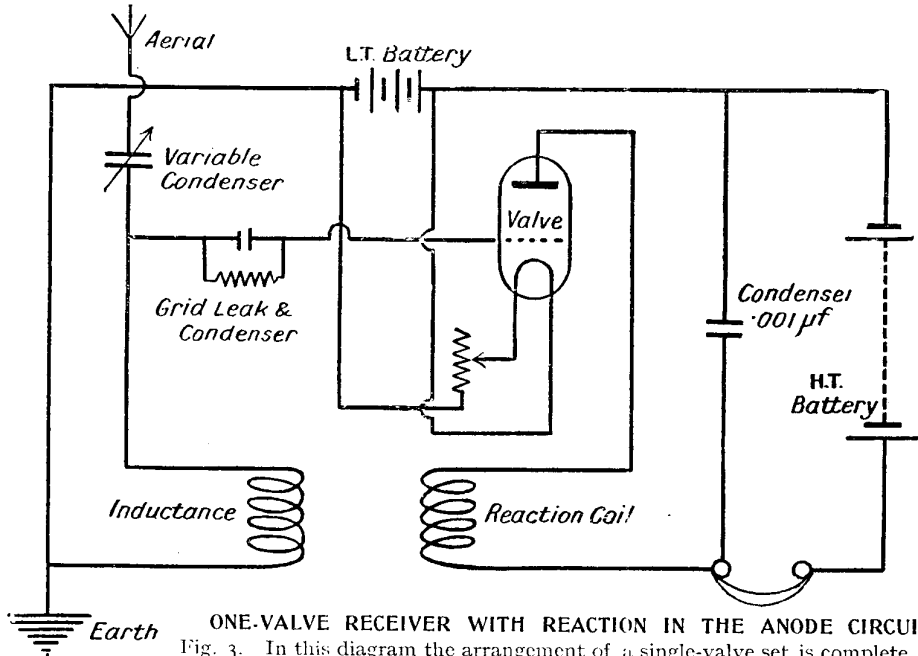 Aerial
L.T. Battery
Variable
Condenser
Valve
Grid Leak &
Condenser
Condenser
.001 µf
H.T.
Battery
Inductance
Reaction Coil
Earth
ONE-VALVE RECEIVER WITH REACTION IN THE ANODE
Fig. 3. In this diagram the arrangement of a single-valve set is complete